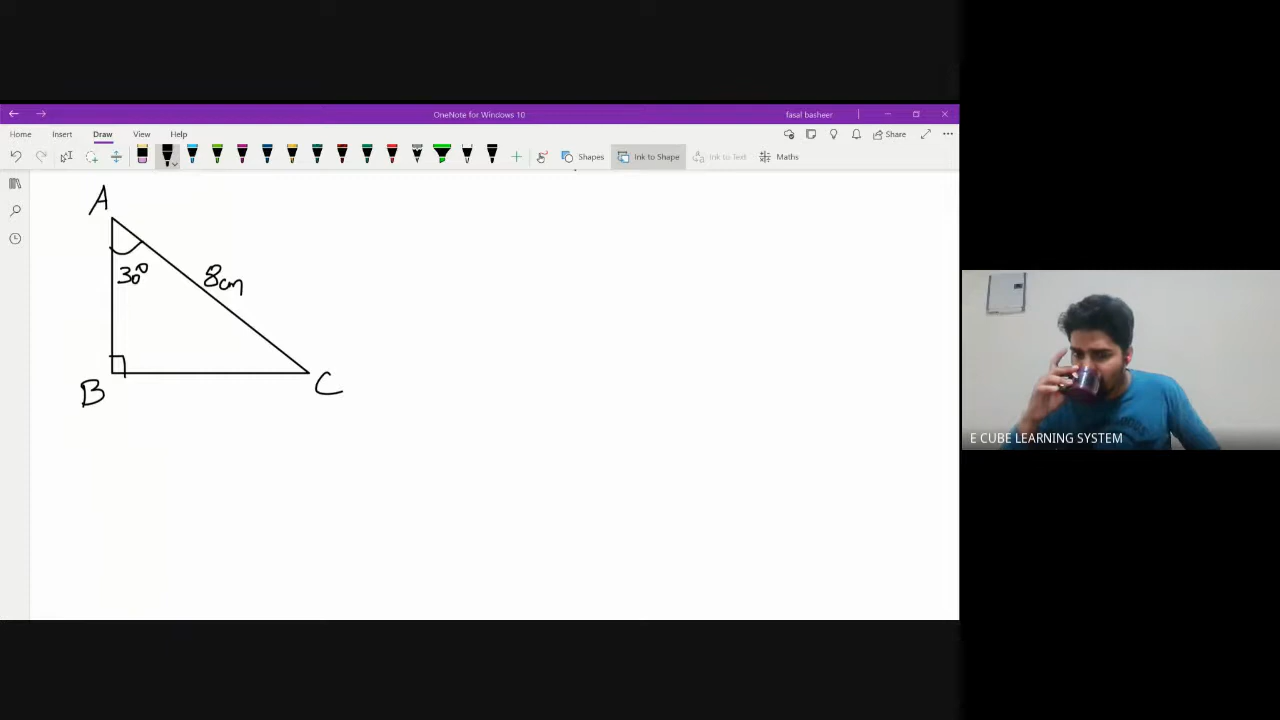 OneNote for Windows 10
fasal basheer
Home Insert Draw View Help
Share
Shapes Ink to Shape Ink to Text Maths
A
30°
8cm
B
C
E CUBE LEARNING SYSTEM